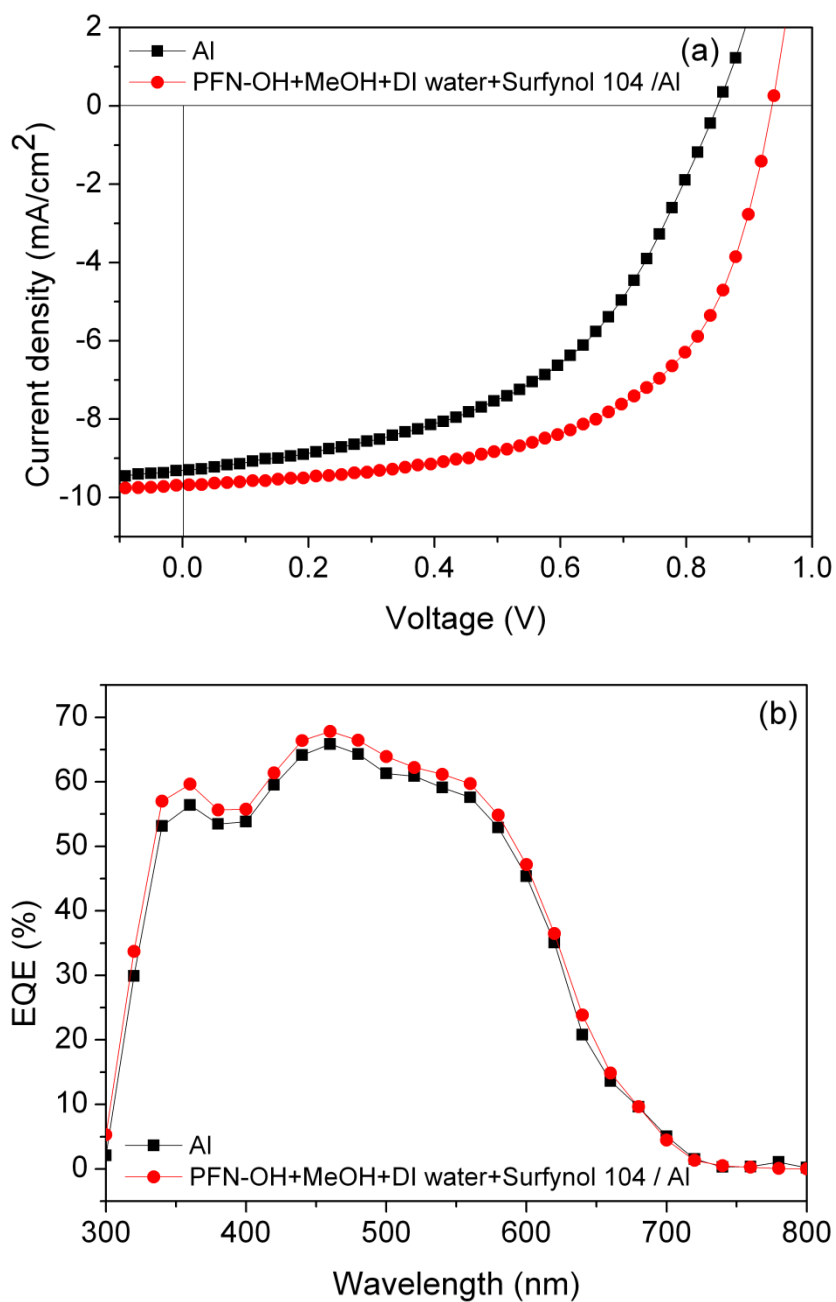 2
0
-2
-4
-6
-8
-10
Current density (mA/cm²)
Al
PFN-OH+MeOH+DI water+Surfynol 104 /Al
(a)
0.0 0.2 0.4 0.6 0.8 1.0
Voltage (V)
70
60
50
40
30
20
10
0
EQE (%)
(b)
Al
PFN-OH+MeOH+DI water+Surfynol 104 / Al
300 400 500 600 700 800
Wavelength (nm)